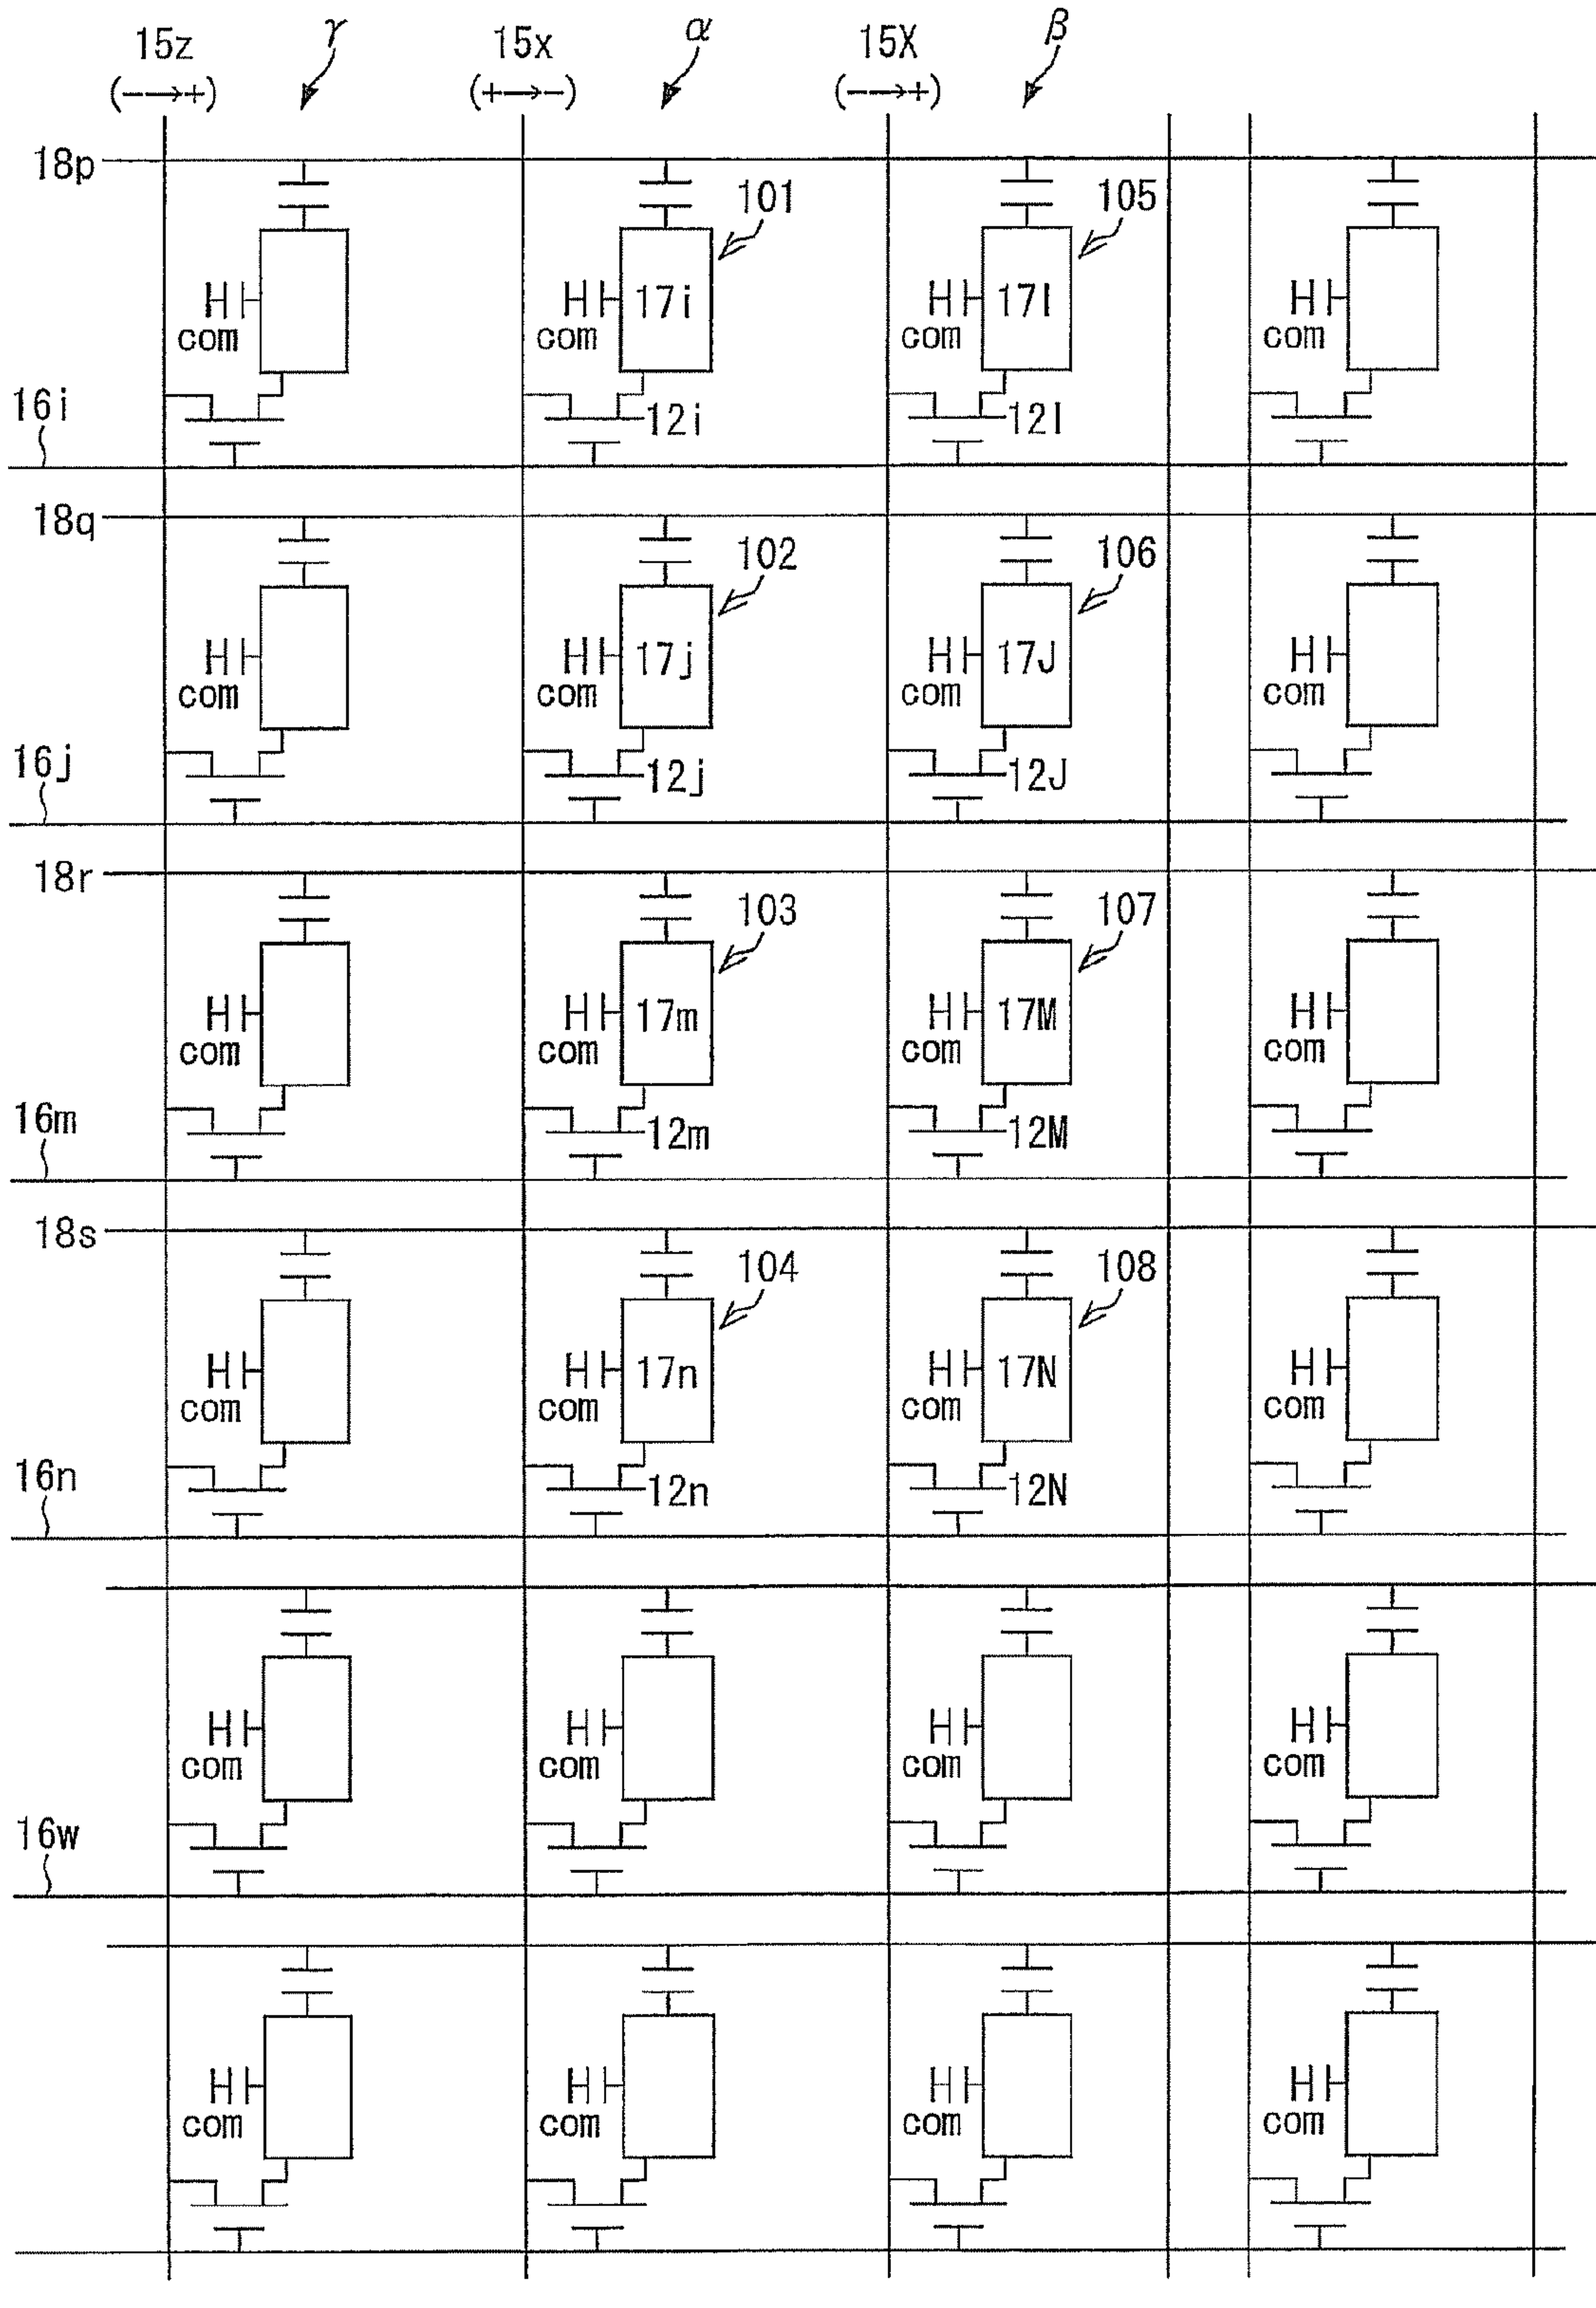 15z γ 15x α 15X β
(-→+) (+→-) (-→+)
18p
101 105
17i 17I
com com com com
16i 12i 12I
18q
102 106
17j 17J
com com com com
16j 12j 12J
18r
103 107
17m 17M
com com com com
16m 12m 12M
18s
104 108
17n 17N
com com com com
16n 12n 12N
com com com com
16w
com com com com